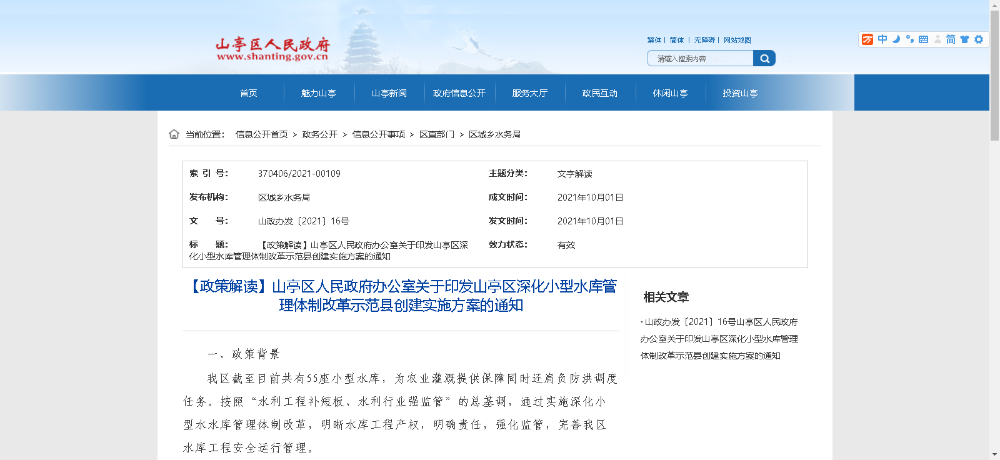 山亭区人民政府
www.shanting.gov.cn
繁体 | 简体 | 无障碍 | 网站地图
请输入搜索内容
中 简
首页 魅力山亭 山亭新闻 政府信息公开 服务大厅 政民互动 休闲山亭 投资山亭
当前位置： 信息公开首页 > 政务公开 > 信息公开事项 > 区直部门 > 区城乡水务局
索 引 号： 370406/2021-00109 主题分类： 文字解读
发布机构： 区城乡水务局 成文时间： 2021年10月01日
文 号： 山政办发〔2021〕16号 发文时间： 2021年10月01日
标 题： 【政策解读】山亭区人民政府办公室关于印发山亭区深 效力状态： 有效
化小型水库管理体制改革示范县创建实施方案的通知
【政策解读】山亭区人民政府办公室关于印发山亭区深化小型水库管
理体制改革示范县创建实施方案的通知
一、政策背景
我区截至目前共有55座小型水库，为农业灌溉提供保障同时还肩负防洪调度
任务。按照“水利工程补短板、水利行业强监管”的总基调，通过实施深化小
型水水库管理体制改革，明晰水库工程产权，明确责任，强化监管，完善我区
水库工程安全运行管理。
相关文章
· 山政办发〔2021〕16号山亭区人民政府
办公室关于印发山亭区深化小型水库管理
体制改革示范县创建实施方案的通知